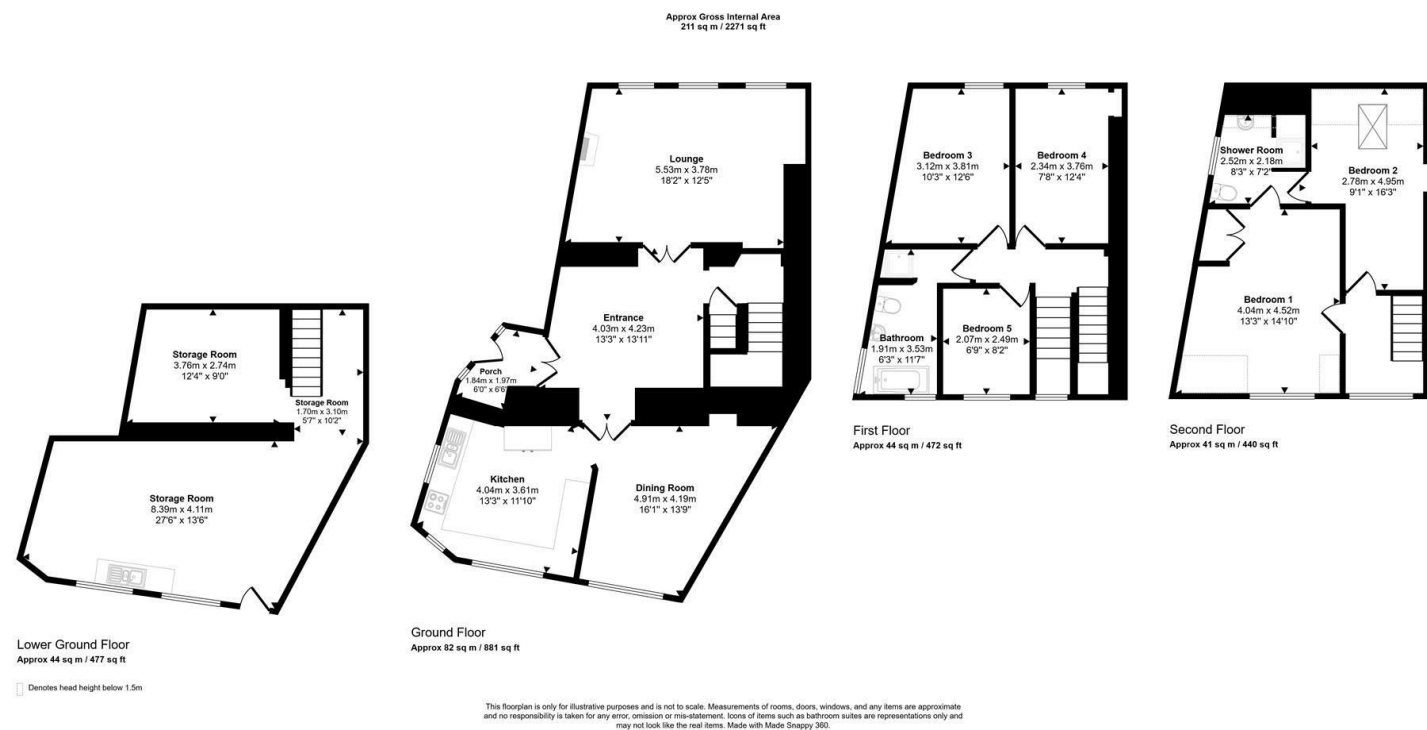 Approx Gross Internal Area
211 sq m / 2271 sq ft
Storage Room
3.76m x 2.74m
12'4" x 9'0"
Storage Room
1.70m x 3.10m
5'7" x 10'2"
Storage Room
8.39m x 4.11m
27'6" x 13'6"
Lower Ground Floor
Approx 44 sq m / 477 sq ft
Denotes head height below 1.5m
Lounge
5.53m x 3.78m
18'2" x 12'5"
Entrance
4.03m x 4.23m
13'3" x 13'11"
Porch
1.84m x 1.97m
6'0" x 6'6"
Kitchen
4.04m x 3.61m
13'3" x 11'10"
Dining Room
4.91m x 4.19m
16'1" x 13'9"
Ground Floor
Approx 82 sq m / 881 sq ft
Bedroom 3
3.12m x 3.81m
10'3" x 12'6"
Bedroom 4
2.34m x 3.76m
7'8" x 12'4"
Bathroom
1.91m x 3.53m
6'3" x 11'7"
Bedroom 5
2.07m x 2.49m
6'9" x 8'2"
First Floor
Approx 44 sq m / 472 sq ft
Shower Room
2.52m x 2.18m
8'3" x 7'2"
Bedroom 2
2.78m x 4.95m
9'1" x 16'3"
Bedroom 1
4.04m x 4.52m
13'3" x 14'10"
Second Floor
Approx 41 sq m / 440 sq ft
This floorplan is only for illustrative purposes and is not to scale. Measurements of rooms, doors, windows, and any items are approximate
and no responsibility is taken for any error, omission or mis-statement. Icons of items such as bathroom suites are representations only and
may not look like the real items. Made with Made Snappy 360.